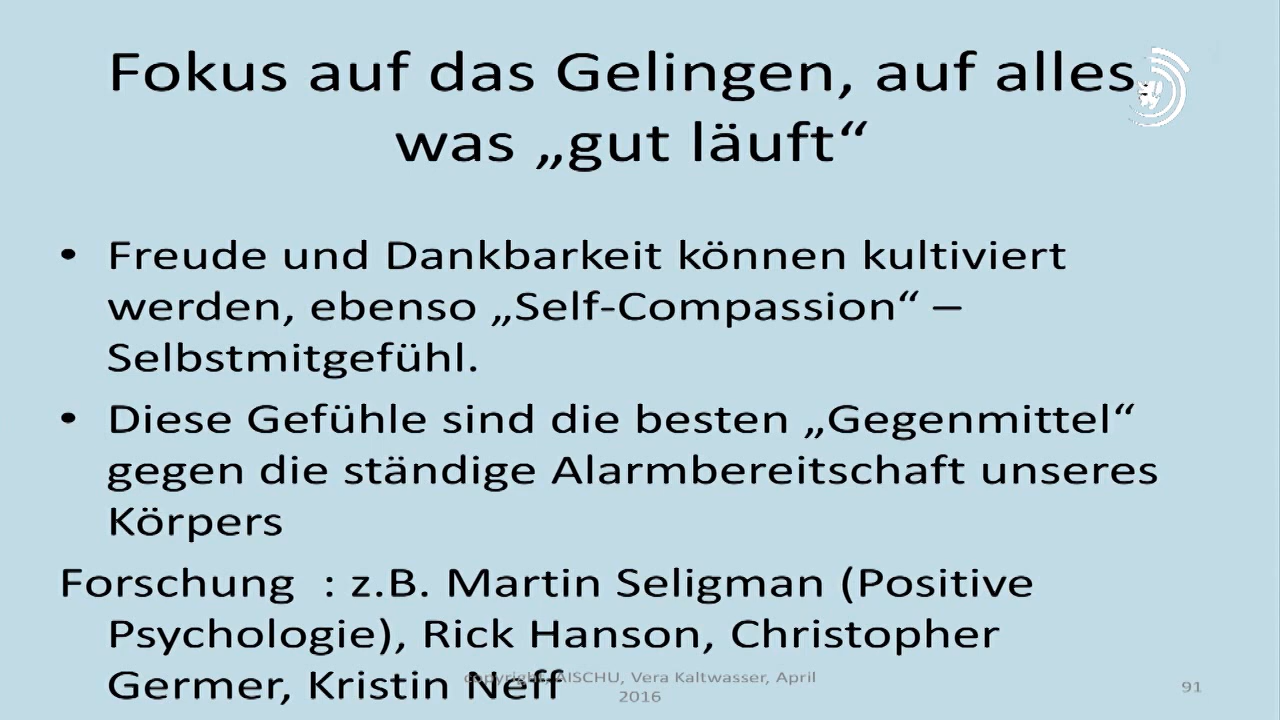 Fokus auf das Gelingen, auf alles
was „gut läuft“
• Freude und Dankbarkeit können kultiviert
werden, ebenso „Self-Compassion“ –
Selbstmitgefühl.
• Diese Gefühle sind die besten „Gegenmittel“
gegen die ständige Alarmbereitschaft unseres
Körpers
Forschung : z.B. Martin Seligman (Positive
Psychologie), Rick Hanson, Christopher
Germer, Kristin Neff
copyright, AISCHU, Vera Kaltwasser, April
2016
91